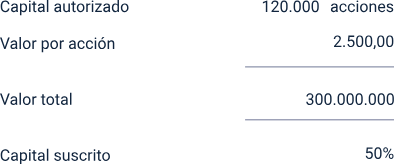 Capital autorizado 120.000 acciones
Valor por acción 2.500,00
Valor total 300.000.000
Capital suscrito 50%